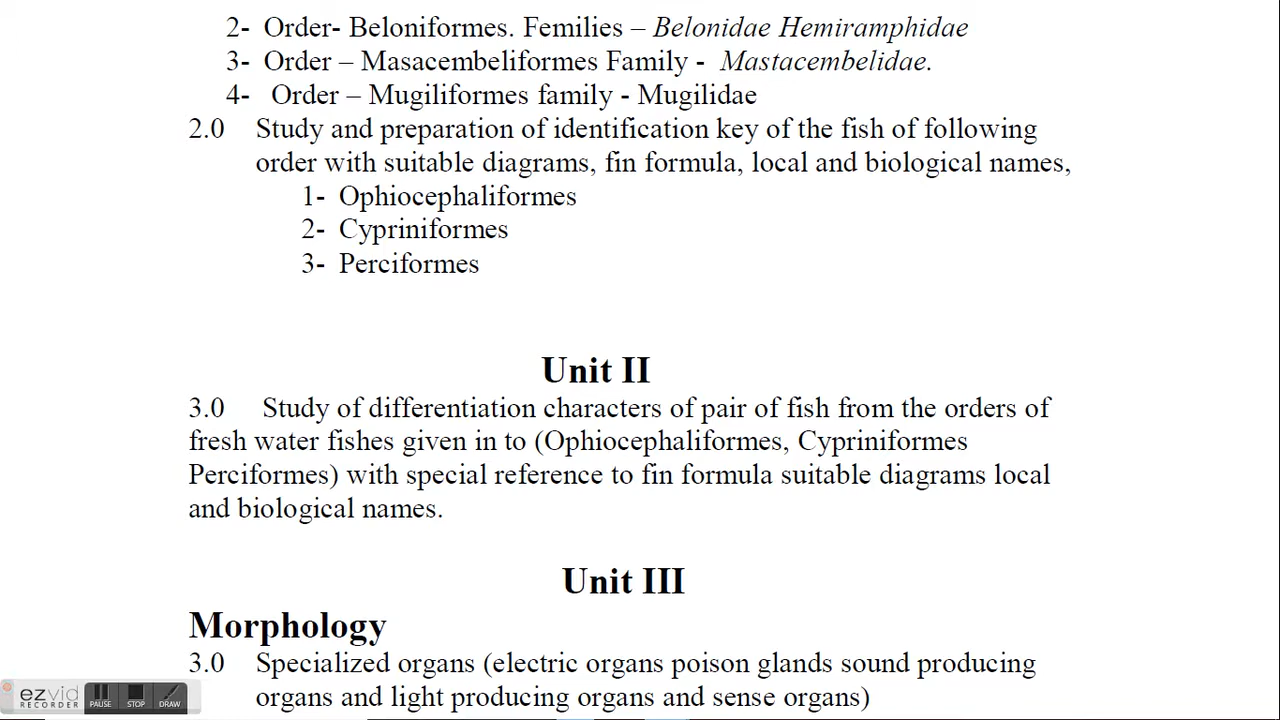 2- Order- Beloniformes. Femilies – Belonidae Hemiramphidae
3- Order – Masacembeliformes Family - Mastacembelidae.
4- Order – Mugiliformes family - Mugilidae
2.0 Study and preparation of identification key of the fish of following
order with suitable diagrams, fin formula, local and biological names,
1- Ophiocephaliformes
2- Cypriniformes
3- Perciformes
Unit II
3.0 Study of differentiation characters of pair of fish from the orders of
fresh water fishes given in to (Ophiocephaliformes, Cypriniformes
Perciformes) with special reference to fin formula suitable diagrams local
and biological names.
Unit III
Morphology
3.0 Specialized organs (electric organs poison glands sound producing
organs and light producing organs and sense organs)
ezvid
RECORDER
PAUSE STOP DRAW